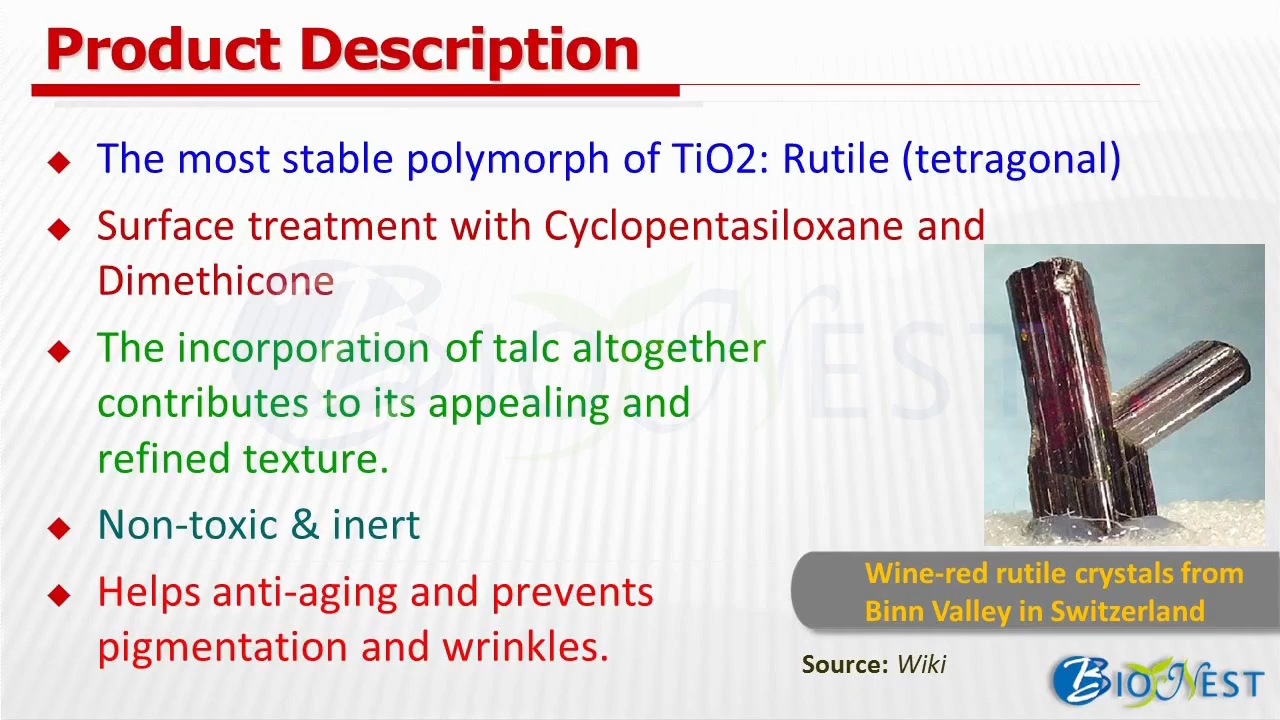 Product Description
The most stable polymorph of TiO2: Rutile (tetragonal)
Surface treatment with Cyclopentasiloxane and
Dimethicone
The incorporation of talc altogether
contributes to its appealing and
refined texture.
Non-toxic & inert
Helps anti-aging and prevents
pigmentation and wrinkles.
Wine-red rutile crystals from
Binn Valley in Switzerland
Source: Wiki
BIONEST
BIONEST